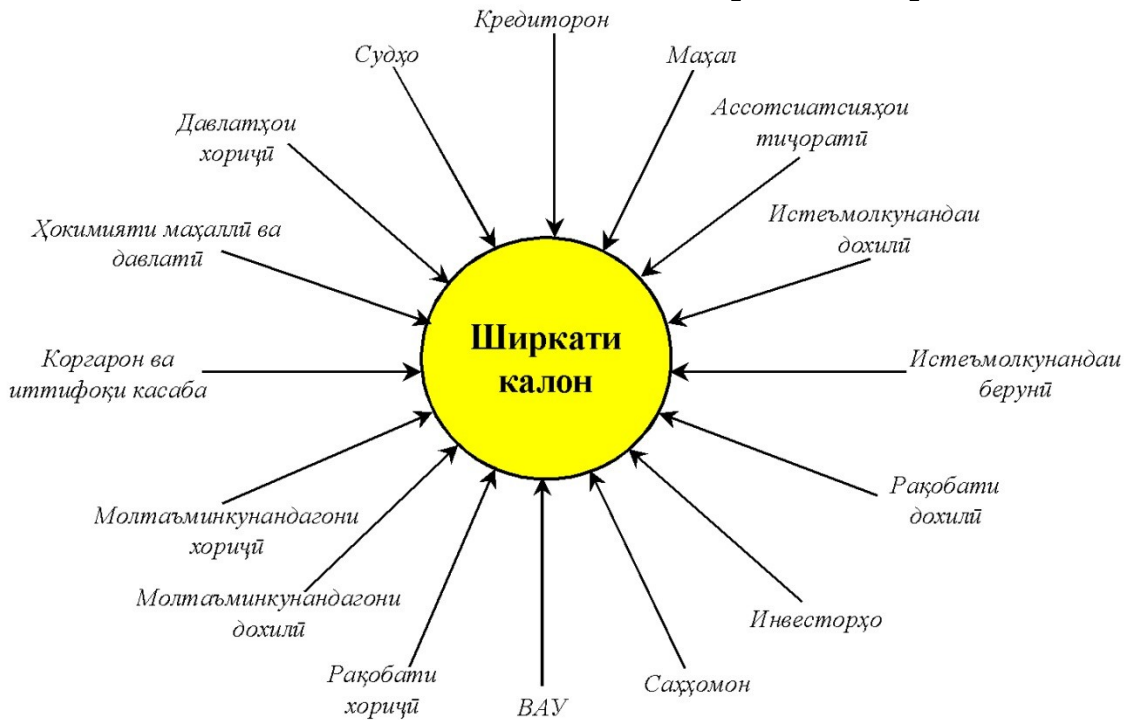 Кредиторон
Судҳо
Маҳал
Давлатҳои
хориҷӣ
Ассотсиатсияҳои
тиҷоратӣ
Ҳокимияти маҳаллӣ ва
давлатӣ
Истеъмолкунандаи
дохилӣ
Ширкати
калон
Коргарон ва
иттифоқи касаба
Истеъмолкунандаи
берунӣ
Молтаъминкунандагони
хориҷӣ
Рақобати
дохилӣ
Молтаъминкунандагони
дохилӣ
Инвесторҳо
Рақобати
хориҷӣ
ВАУ
Саҳҳомон